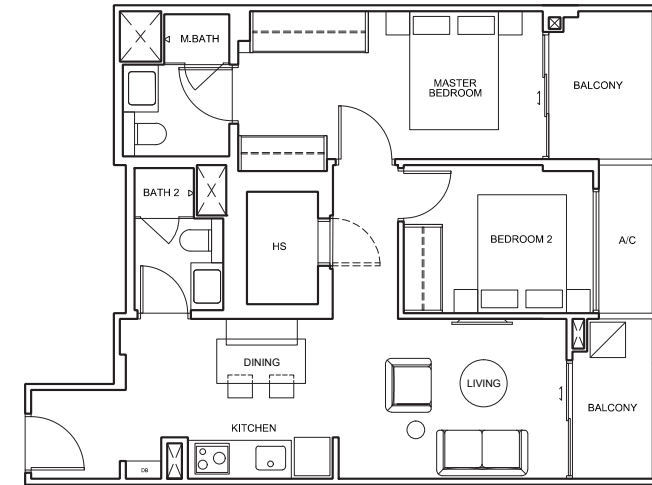 M.BATH
MASTER
BEDROOM
BALCONY
BATH 2
HS
BEDROOM 2
A/C
DINING
LIVING
BALCONY
KITCHEN
DB